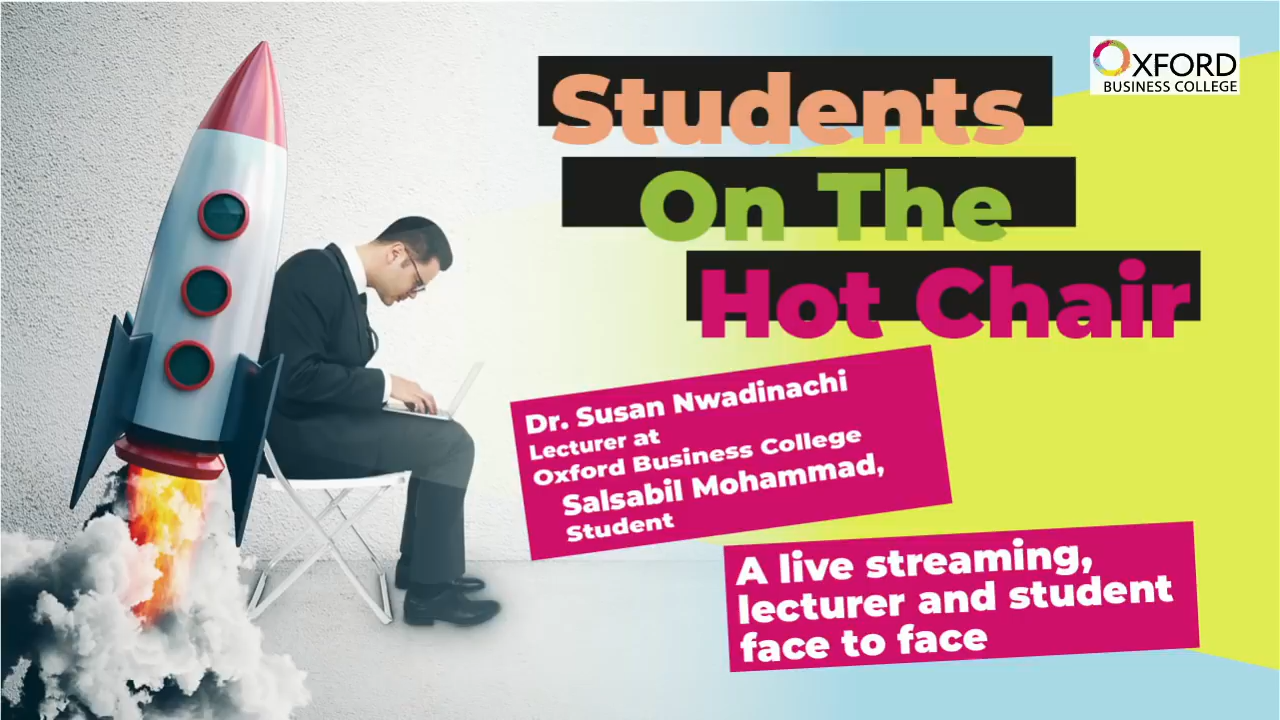 OXFORD
BUSINESS COLLEGE
Students
On The
Hot Chair
Dr. Susan Nwadinachi
Lecturer at
Oxford Business College
Salsabil Mohammad,
Student
A live streaming,
lecturer and student
face to face